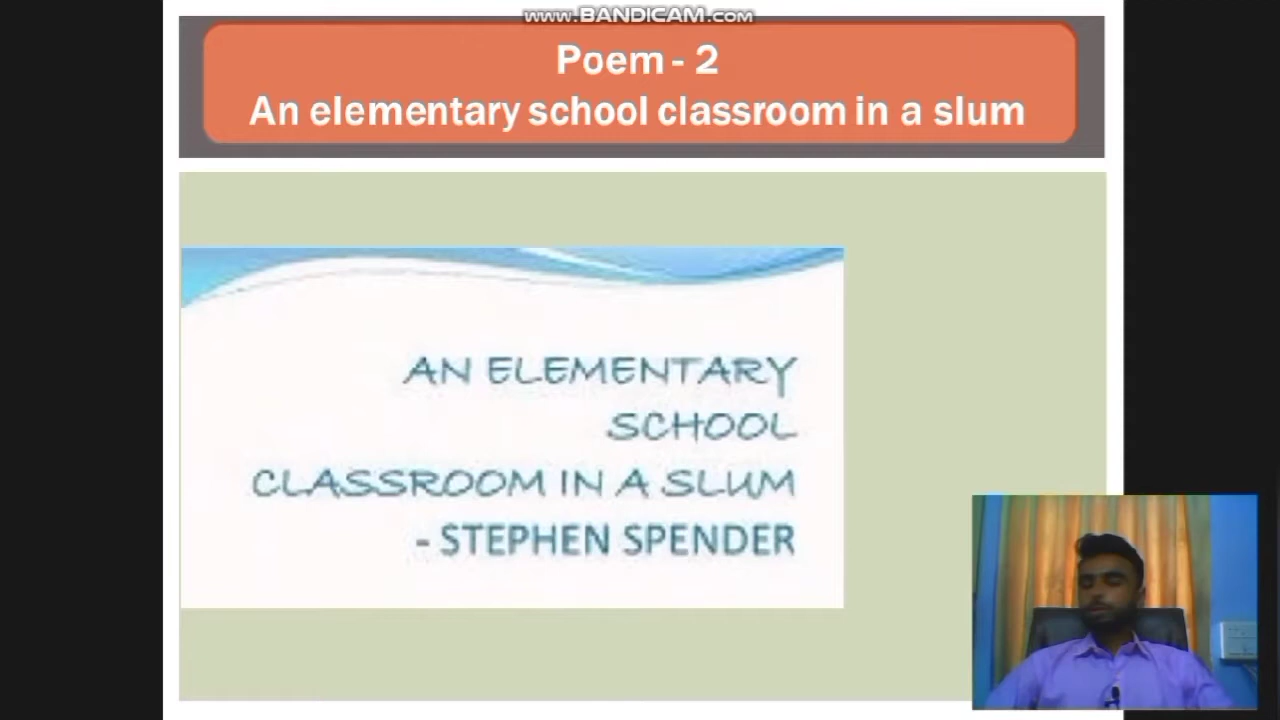 www.BANDICAM.com
Poem - 2
An elementary school classroom in a slum
AN ELEMENTARY
SCHOOL
CLASSROOM IN A SLUM
- STEPHEN SPENDER